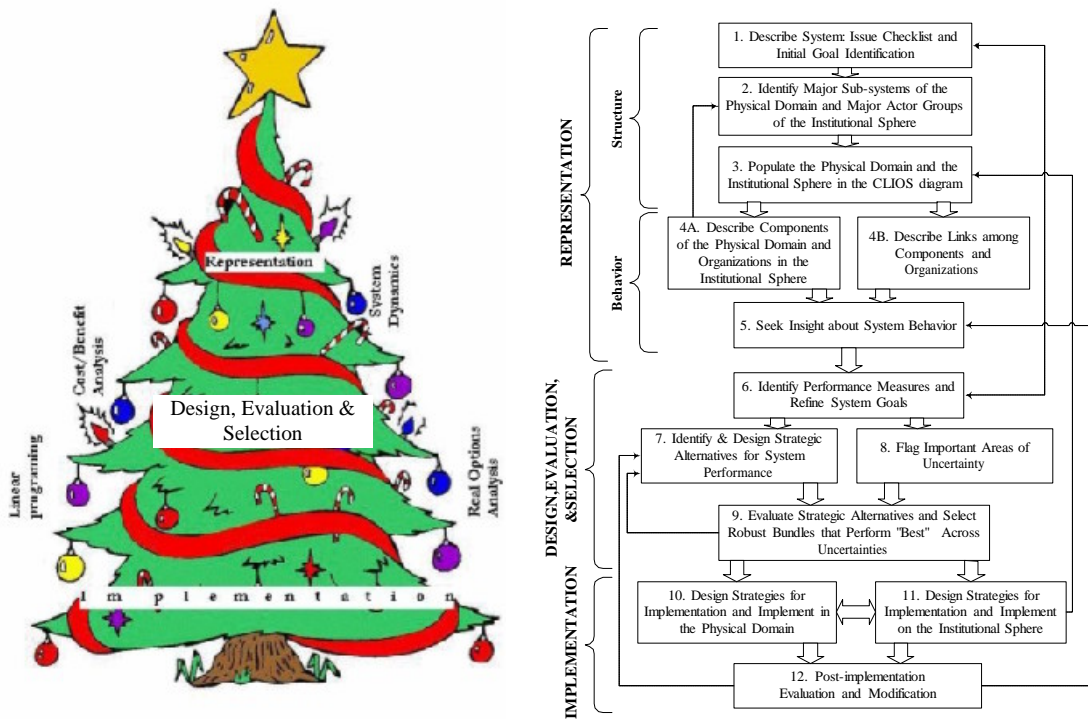 Representation
System
Dynamics
Cost/Benefit
Analysis
Design, Evaluation &
Selection
Linear
programing
Real Options
Analysis
Implementation
REPRESENTATION
Structure
Behavior
DESIGN,EVALUATION,
&SELECTION
IMPLEMENTATION
1. Describe System: Issue Checklist and
Initial Goal Identification
2. Identify Major Sub-systems of the
Physical Domain and Major Actor Groups
of the Institutional Sphere
3. Populate the Physical Domain and the
Institutional Sphere in the CLIOS diagram
4A. Describe Components
of the Physical Domain and
Organizations in the
Institutional Sphere
4B. Describe Links among
Components and
Organizations
5. Seek Insight about System Behavior
6. Identify Performance Measures and
Refine System Goals
7. Identify & Design Strategic
Alternatives for System
Performance
8. Flag Important Areas of
Uncertainty
9. Evaluate Strategic Alternatives and Select
Robust Bundles that Perform "Best" Across
Uncertainties
10. Design Strategies for
Implementation and Implement in
the Physical Domain
11. Design Strategies for
Implementation and Implement
on the Institutional Sphere
12. Post-implementation
Evaluation and Modification